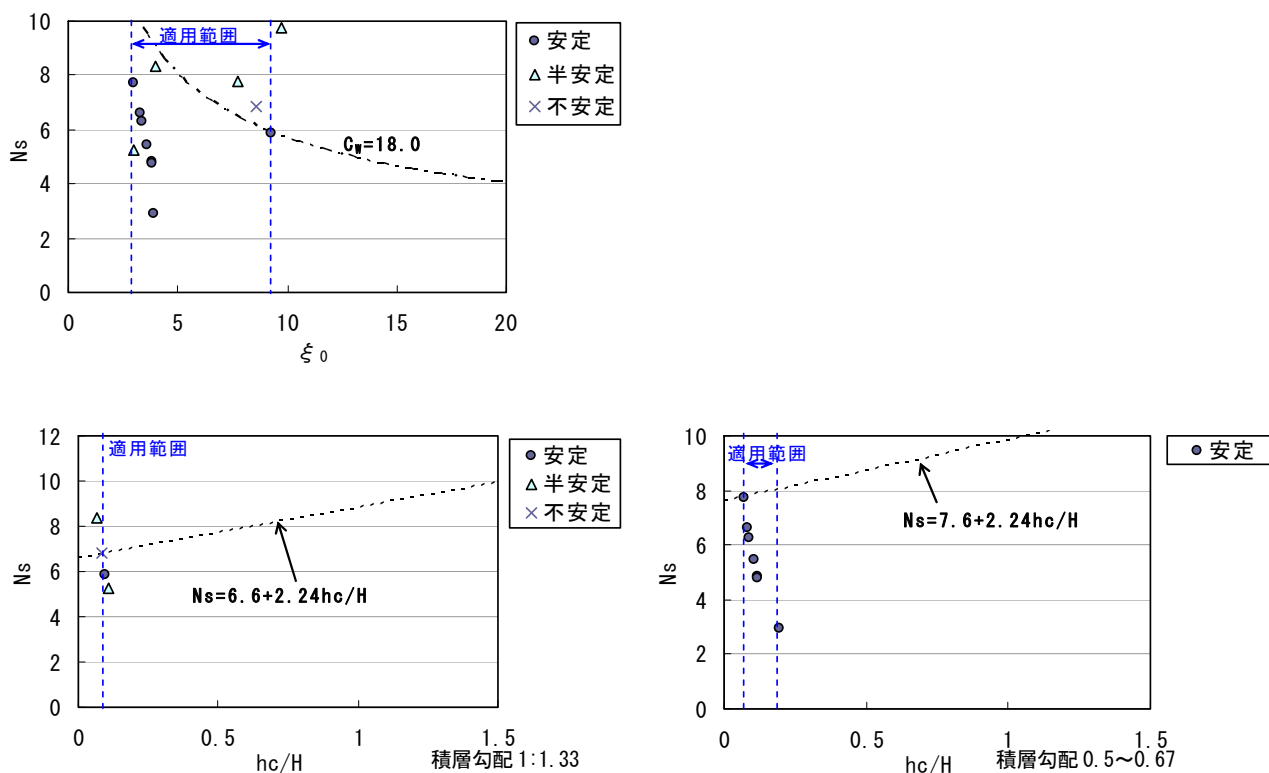 10
8
6
4
2
0
Ns
適用範囲
C_W=18.0
0 5 10 15 20
ξ₀
安定
半安定
不安定
12
10
8
6
4
2
0
Ns
適用範囲
Ns=6.6+2.24hc/H
0 0.5 1 1.5
hc/H
積層勾配 1:1.33
安定
半安定
不安定
10
8
6
4
2
0
Ns
適用範囲
Ns=7.6+2.24hc/H
0 0.5 1 1.5
hc/H
積層勾配 0.5～0.67
安定